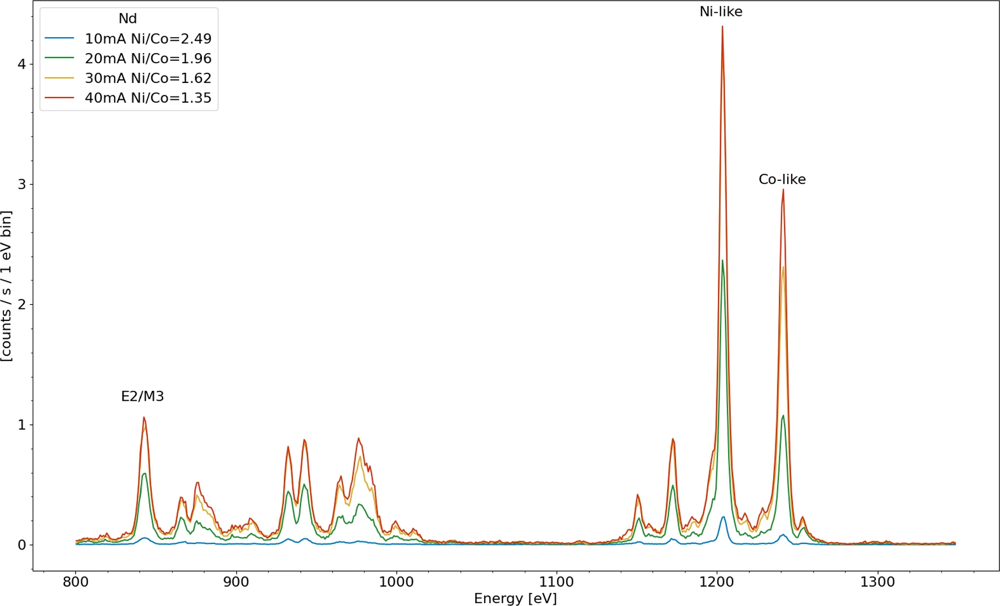 Nd
10mA Ni/Co=2.49
20mA Ni/Co=1.96
30mA Ni/Co=1.62
40mA Ni/Co=1.35
Ni-like
Co-like
E2/M3
4
3
2
1
0
[counts / s / 1 eV bin]
800 900 1000 1100 1200 1300
Energy [eV]